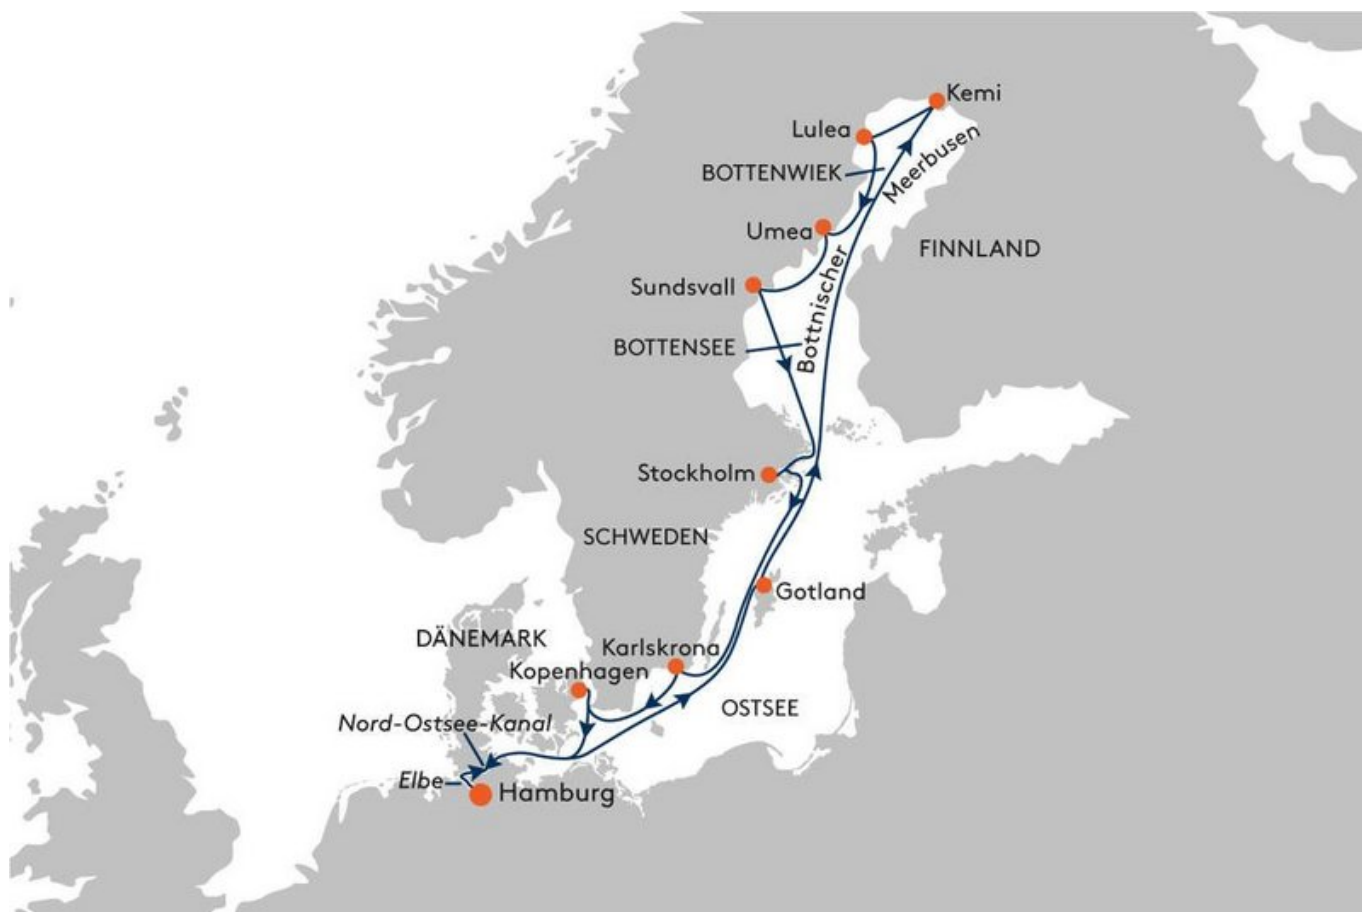 Kemi
Lulea
BOTTENWIEK
Meerbusen
Umea
FINNLAND
Sundsvall
Bottnischer
BOTTENSEE
Stockholm
SCHWEDEN
Gotland
DÄNEMARK
Karlskrona
Kopenhagen
OSTSEE
Nord-Ostsee-Kanal
Elbe
Hamburg